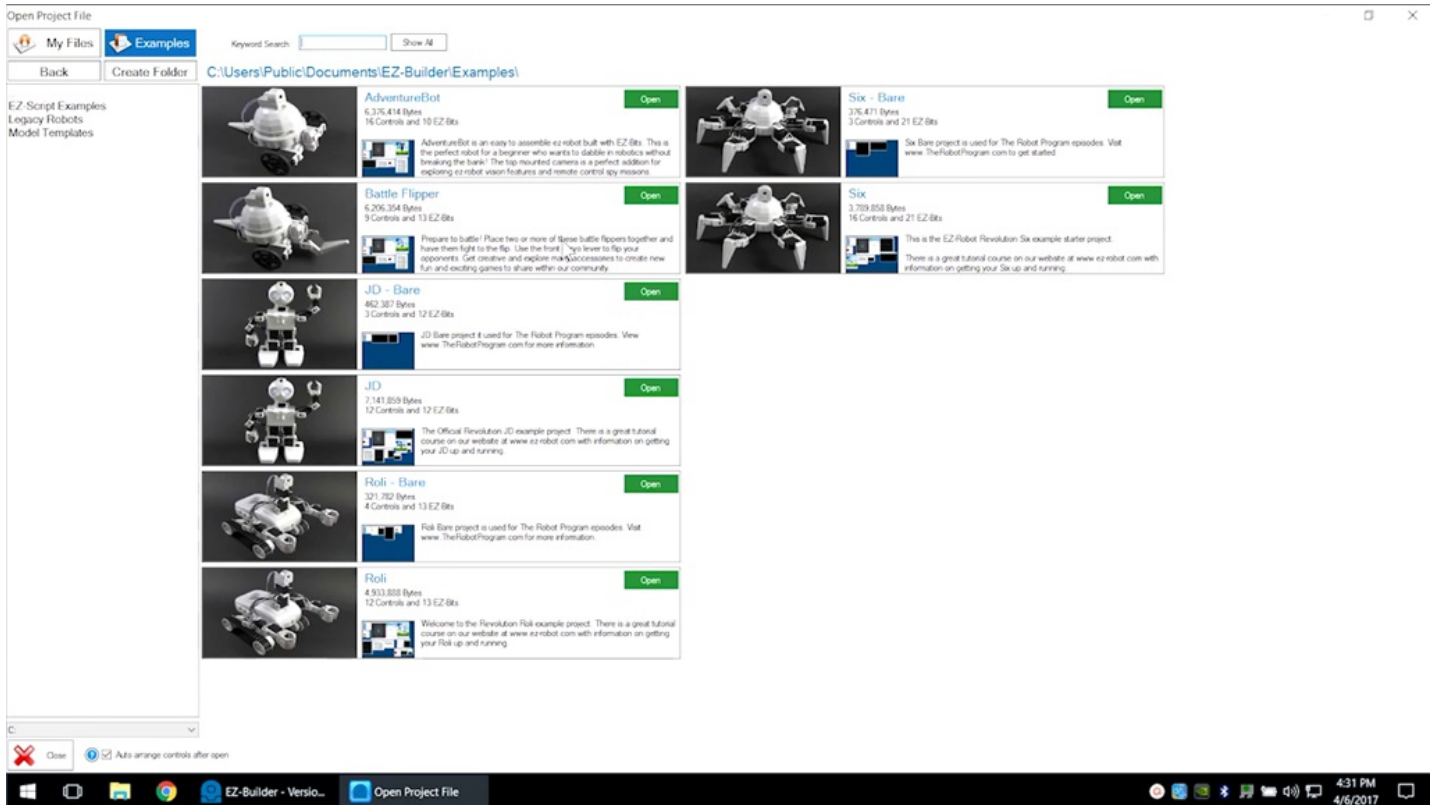 Open Project File
My Files
Examples
Keyword Search:
Show All
Back
Create Folder
C:\Users\Public\Documents\EZ-Builder\Examples\
EZ-Script Examples
Legacy Robots
Model Templates
AdventureBot
Open
6,376,414 Bytes
16 Controls and 10 EZ-Bits
AdventureBot is an easy to assemble ez-robot built with EZ-Bits. This is
the perfect robot for a beginner who wants to dabble in robotics without
breaking the bank! The top mounted camera is a perfect addition for
exploring ez-robot vision features and remote control spy missions.
Battle Flipper
Open
6,206,354 Bytes
9 Controls and 13 EZ-Bits
Prepare to battle! Place two or more of these battle flippers together and
have them fight to the flip. Use the front servo lever to flip your
opponents. Get creative and explore many accessories to create new
fun and exciting games to share within our community.
JD - Bare
Open
462,387 Bytes
3 Controls and 12 EZ-Bits
JD Bare project it used for The Robot Program episodes. View
www.TheRobotProgram.com for more information.
JD
Open
7,141,859 Bytes
12 Controls and 12 EZ-Bits
The Official Revolution JD example project. There is a great tutorial
course on our website at www.ez-robot.com with information on getting
your JD up and running.
Roli - Bare
Open
321,782 Bytes
4 Controls and 13 EZ-Bits
Roli Bare project is used for The Robot Program episodes. Visit
www.TheRobotProgram.com for more information.
Roli
Open
4,933,888 Bytes
12 Controls and 13 EZ-Bits
Welcome to the Revolution Roli example project. There is a great tutorial
course on our website at www.ez-robot.com with information on getting
your Roli up and running.
Six - Bare
Open
376,471 Bytes
3 Controls and 21 EZ-Bits
Six Bare project is used for The Robot Program episodes. Visit
www.TheRobotProgram.com to get started.
Six
Open
3,789,858 Bytes
16 Controls and 21 EZ-Bits
This is the EZ-Robot Revolution Six example starter project.
There is a great tutorial course on our website at www.ez-robot.com with
information on getting your Six up and running.
C:
Close
Auto arrange controls after open
EZ-Builder - Versio...
Open Project File
4:31 PM
4/6/2017